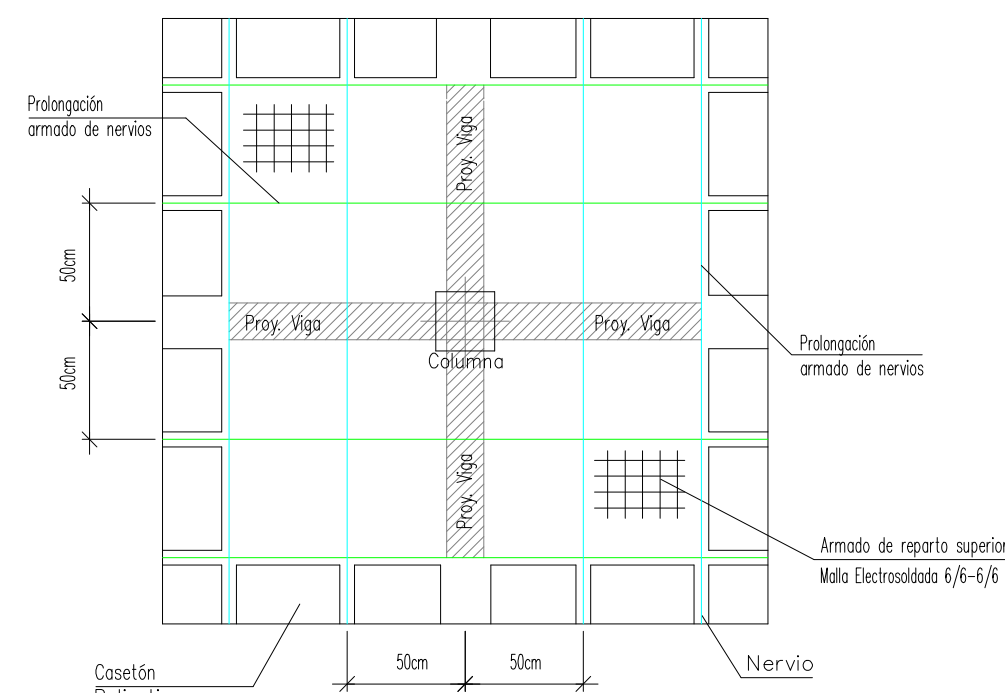 Prolongación
armado de nervios
Proy. Viga
50cm
Proy. Viga
Proy. Viga
Columna
Prolongación
armado de nervios
50cm
Proy. Viga
Armado de reparto superior
Malla Electrosoldada 6/6-6/6
50cm
50cm
Nervio
Casetón